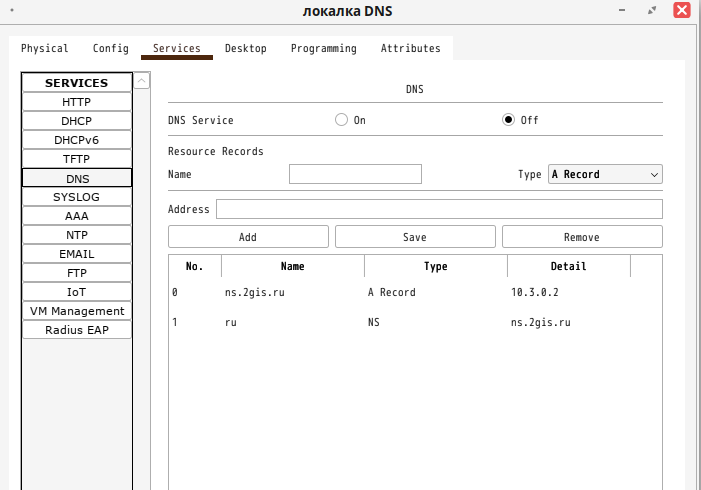 локалка DNS
Physical Config Services Desktop Programming Attributes
SERVICES
HTTP
DHCP
DHCPv6
TFTP
DNS
SYSLOG
AAA
NTP
EMAIL
FTP
IoT
VM Management
Radius EAP
DNS
DNS Service On Off
Resource Records
Name Type A Record
Address
Add Save Remove
No. Name Type Detail
0 ns.2gis.ru A Record 10.3.0.2
1 ru NS ns.2gis.ru